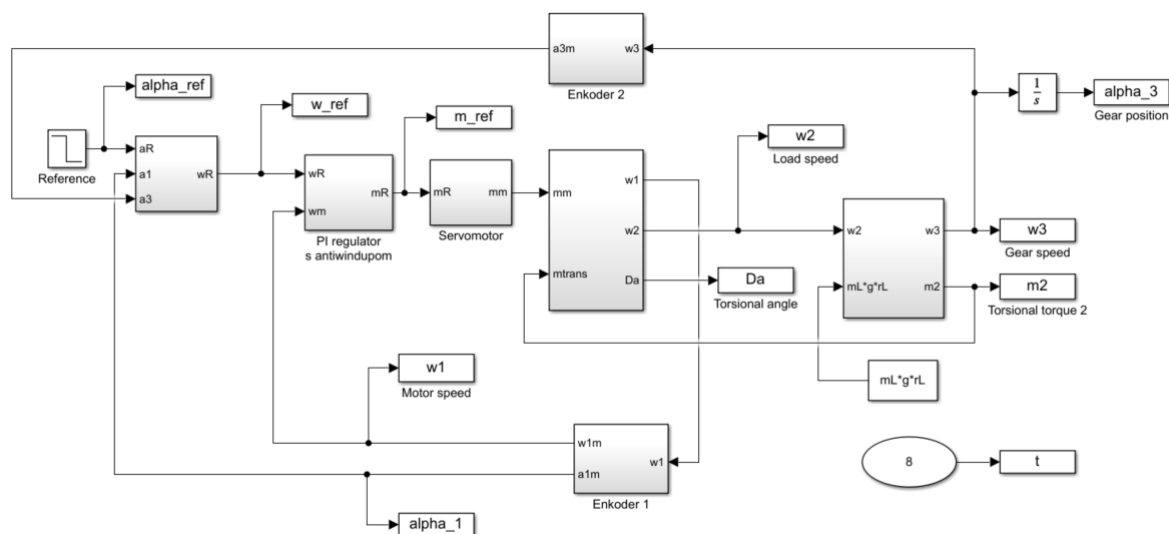 a3m
w3
Enkoder 2
alpha_ref
w_ref
m_ref
1
s
alpha_3
Gear position
Reference
aR
a1
a3
wR
wR
wm
mR
PI regulator
s antiwindupom
mR
mm
Servomotor
mm
mtrans
w1
w2
Da
w2
Load speed
Da
Torsional angle
w2
mL*g*rL
w3
m2
w3
Gear speed
m2
Torsional torque 2
mL*g*rL
w1
Motor speed
w1m
a1m
w1
Enkoder 1
8
t
alpha_1